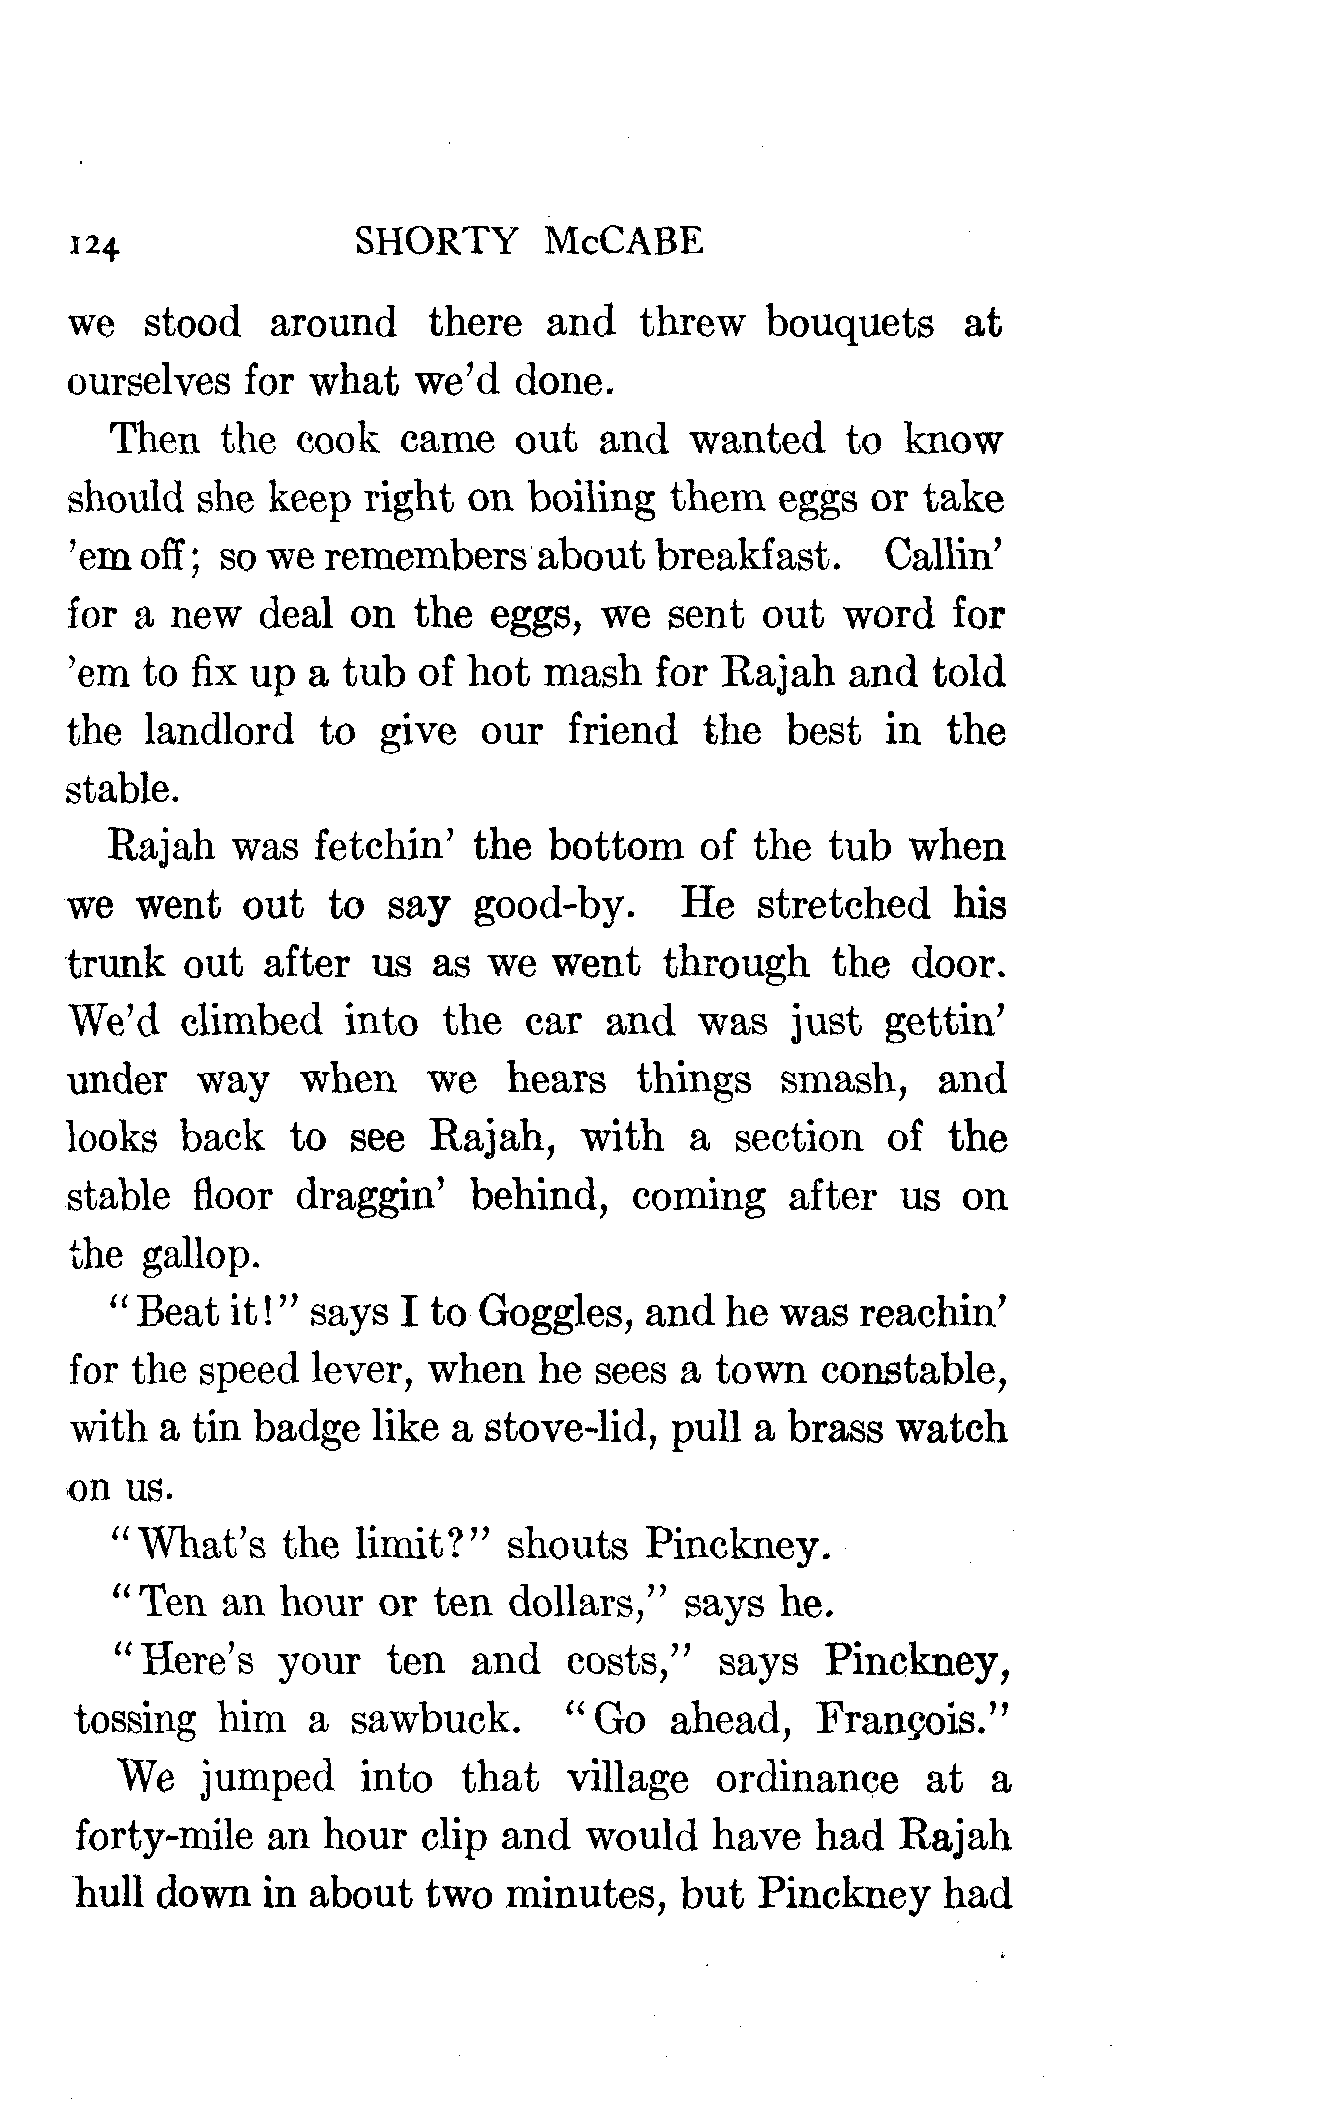 124 SHORTY McCABE
we stood around there and threw bouquets at
ourselves for what we'd done.
Then the cook came out and wanted to know
should she keep right on boiling them eggs or take
'em off; so we remembers about breakfast. Callin'
for a new deal on the eggs, we sent out word for
'em to fix up a tub of hot mash for Rajah and told
the landlord to give our friend the best in the
stable.
Rajah was fetchin' the bottom of the tub when
we went out to say good-by. He stretched his
trunk out after us as we went through the door.
We'd climbed into the car and was just gettin'
under way when we hears things smash, and
looks back to see Rajah, with a section of the
stable floor draggin' behind, coming after us on
the gallop.
"Beat it!" says I to Goggles, and he was reachin'
for the speed lever, when he sees a town constable,
with a tin badge like a stove-lid, pull a brass watch
on us.
"What's the limit?" shouts Pinckney.
"Ten an hour or ten dollars," says he.
"Here's your ten and costs," says Pinckney,
tossing him a sawbuck. "Go ahead, François."
We jumped into that village ordinance at a
forty-mile an hour clip and would have had Rajah
hull down in about two minutes, but Pinckney had